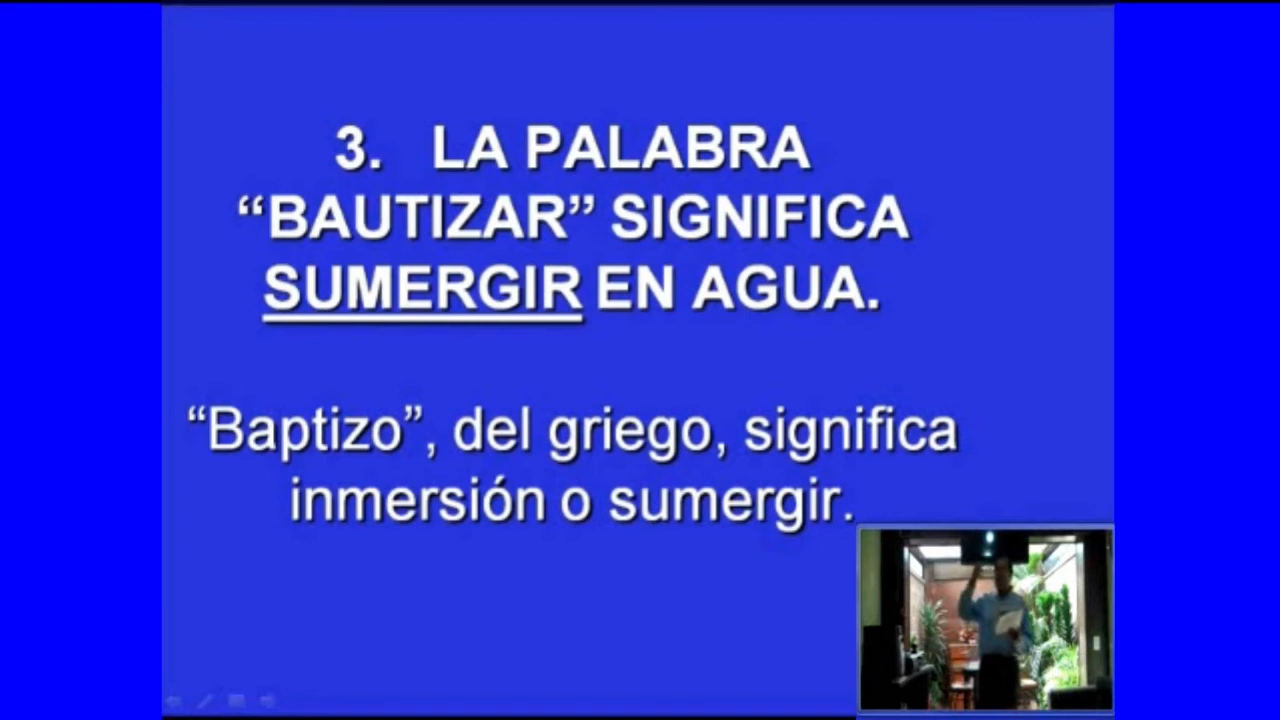 3. LA PALABRA
“BAUTIZAR” SIGNIFICA
SUMERGIR EN AGUA.
“Baptizo”, del griego, significa
inmersión o sumergir.